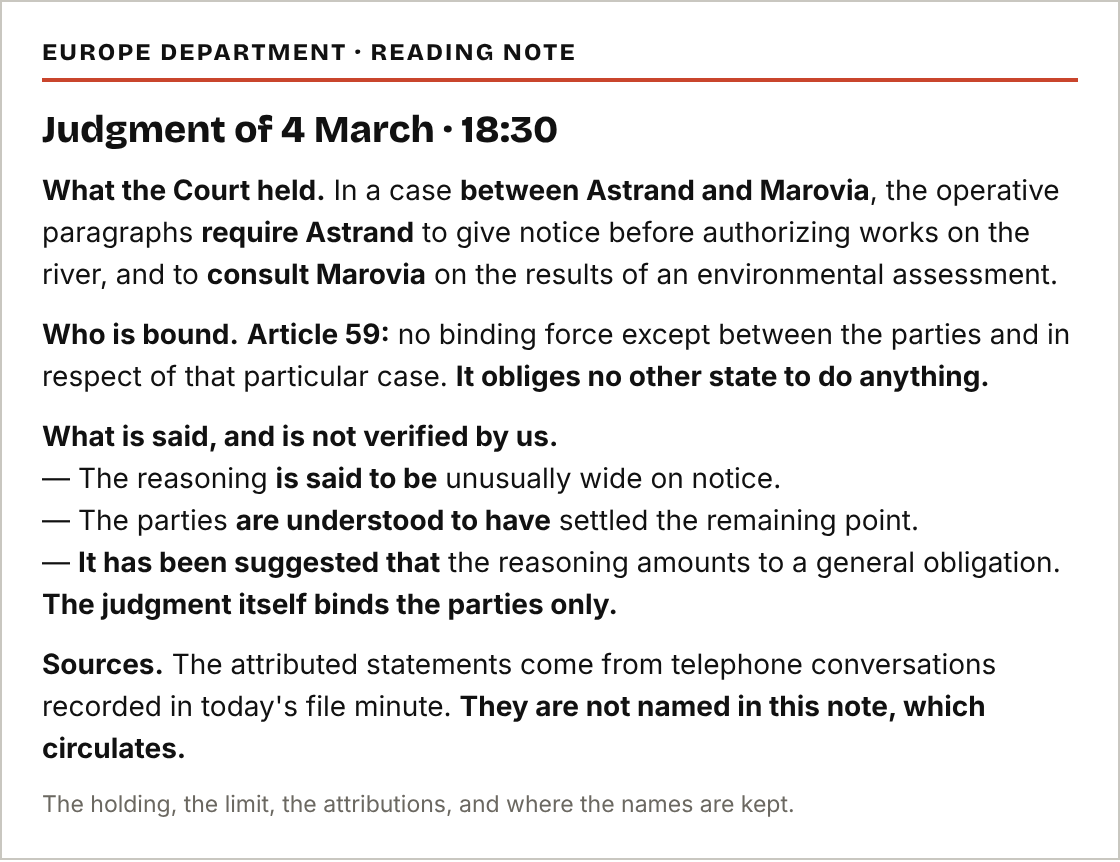 EUROPE DEPARTMENT · READING NOTE
Judgment of 4 March · 18:30
What the Court held. In a case between Astrand and Marovia, the operative
paragraphs require Astrand to give notice before authorizing works on the
river, and to consult Marovia on the results of an environmental assessment.
Who is bound. Article 59: no binding force except between the parties and in
respect of that particular case. It obliges no other state to do anything.
What is said, and is not verified by us.
— The reasoning is said to be unusually wide on notice.
— The parties are understood to have settled the remaining point.
— It has been suggested that the reasoning amounts to a general obligation.
The judgment itself binds the parties only.
Sources. The attributed statements come from telephone conversations
recorded in today's file minute. They are not named in this note, which
circulates.
The holding, the limit, the attributions, and where the names are kept.